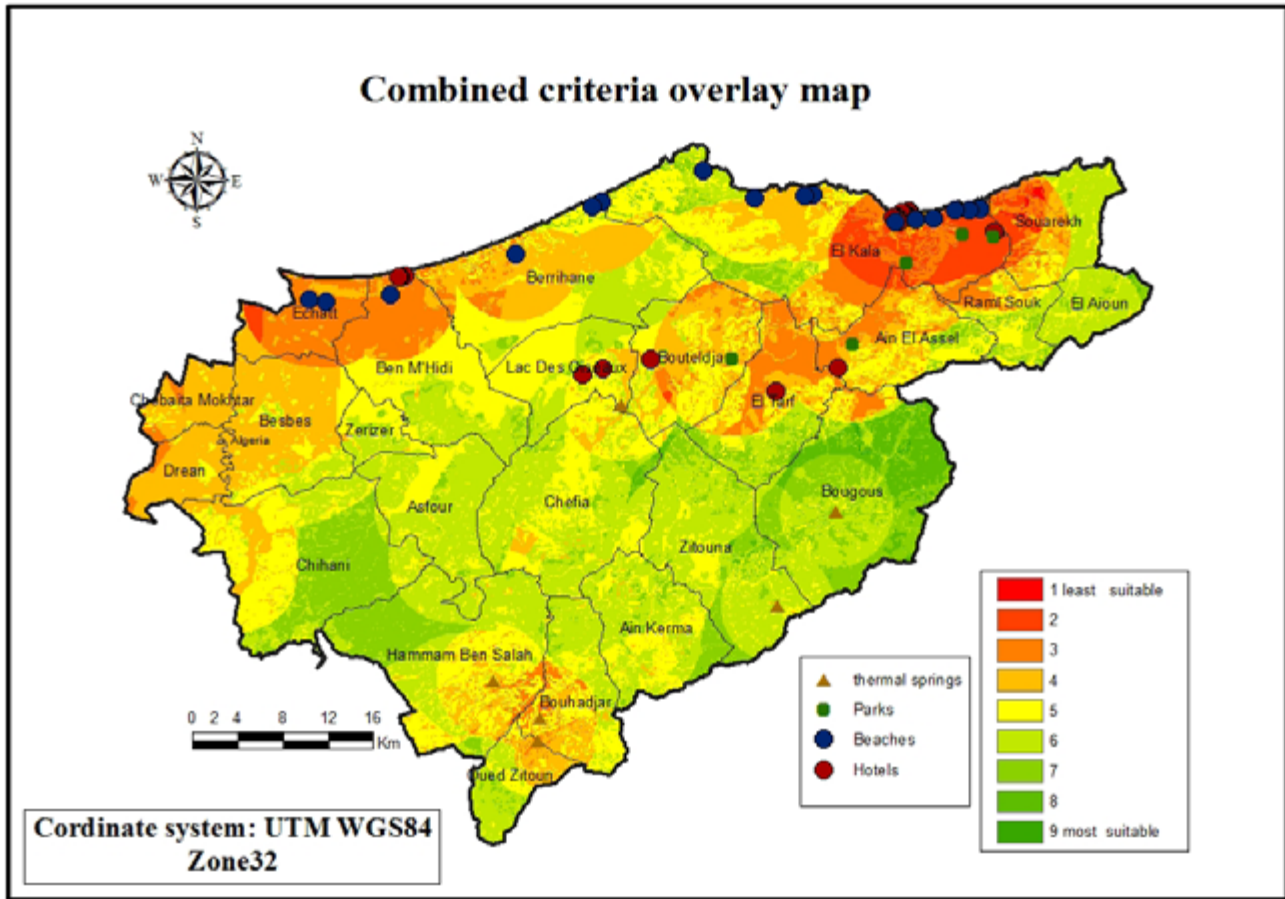 Combined criteria overlay map
N
W E
S
Souarekh
El Kala
Berrihane
Echatt
Raml Souk
El Aioun
Ain El Assel
Bouteldja
Ben M'Hidi
Lac Des
El Tarf
Chebaita Mokhtar
Besbes
Zerizer
Algeria
Drean
Bougous
Chefia
Asfour
Zitouna
Chihani
Ain Kerma
Hammam Ben Salah
Bouhadjar
Oued Zitoun
0 2 4 8 12 16
Km
thermal springs
Parks
Beaches
Hotels
1 least suitable
2
3
4
5
6
7
8
9 most suitable
Cordinate system: UTM WGS84
Zone32